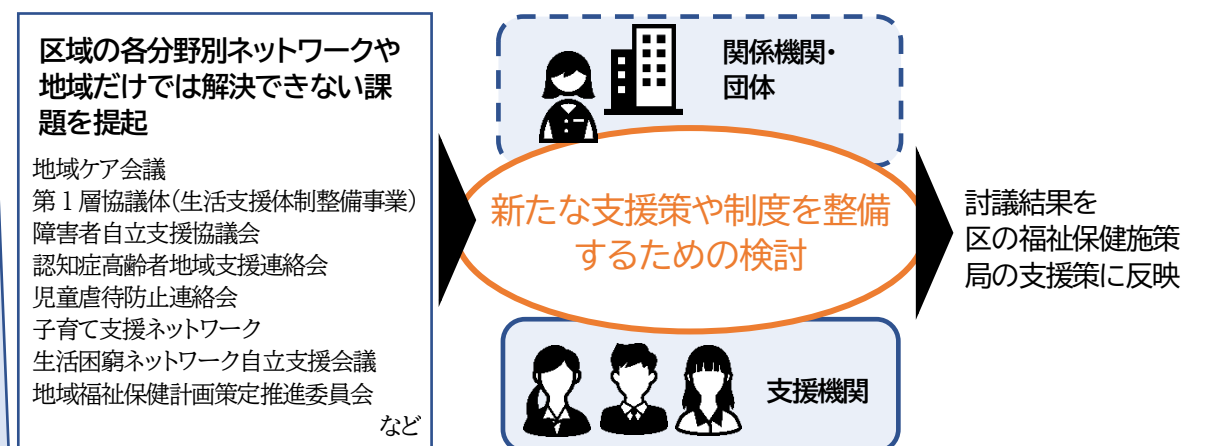 区域の各分野別ネットワークや
地域だけでは解決できない課
題を提起
地域ケア会議
第1層協議体(生活支援体制整備事業)
障害者自立支援協議会
認知症高齢者地域支援連絡会
児童虐待防止連絡会
子育て支援ネットワーク
生活困窮ネットワーク自立支援会議
地域福祉保健計画策定推進委員会
など
関係機関・
団体
新たな支援策や制度を整備
するための検討
支援機関
討議結果を
区の福祉保健施策
局の支援策に反映